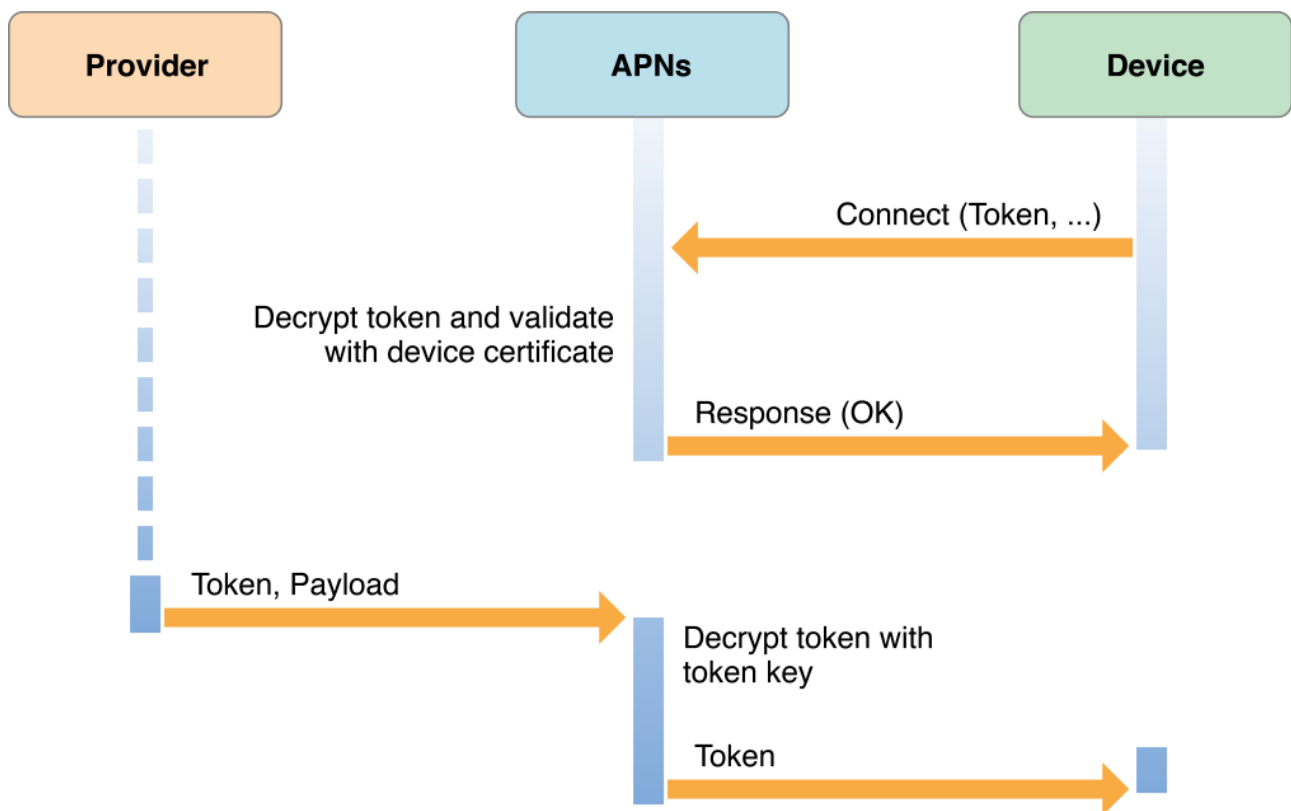 Provider
APNs
Device
Connect (Token, ...)
Decrypt token and validate
with device certificate
Response (OK)
Token, Payload
Decrypt token with
token key
Token